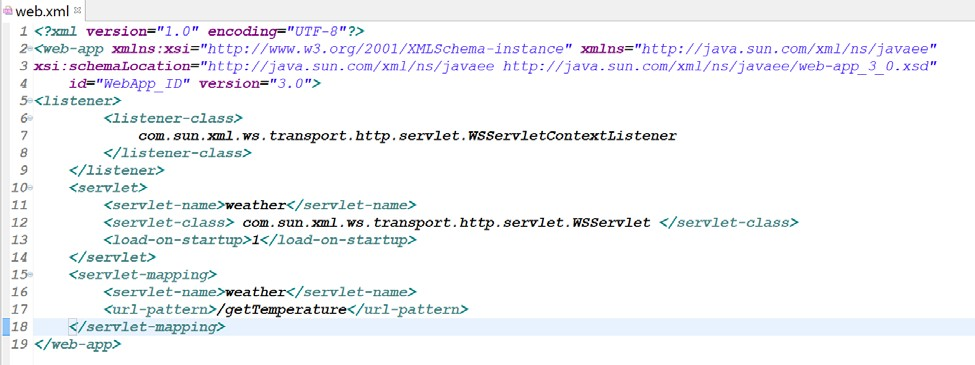 web.xml
1 <?xml version="1.0" encoding="UTF-8"?>
2 <web-app xmlns:xsi="http://www.w3.org/2001/XMLSchema-instance" xmlns="http://java.sun.com/xml/ns/javaee"
3 xsi:schemaLocation="http://java.sun.com/xml/ns/javaee http://java.sun.com/xml/ns/javaee/web-app_3_0.xsd"
4     id="WebApp_ID" version="3.0">
5 <listener>
6         <listener-class>
7             com.sun.xml.ws.transport.http.servlet.WSServletContextListener
8         </listener-class>
9     </listener>
10     <servlet>
11         <servlet-name>weather</servlet-name>
12         <servlet-class> com.sun.xml.ws.transport.http.servlet.WSServlet </servlet-class>
13         <load-on-startup>1</load-on-startup>
14     </servlet>
15     <servlet-mapping>
16         <servlet-name>weather</servlet-name>
17         <url-pattern>/getTemperature</url-pattern>
18     </servlet-mapping>
19 </web-app>